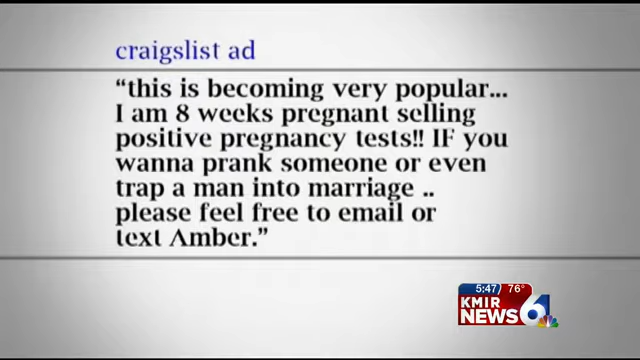 craigslist ad
“this is becoming very popular...
I am 8 weeks pregnant selling
positive pregnancy tests!! IF you
wanna prank someone or even
trap a man into marriage ..
please feel free to email or
text Amber.”
5:47 76°
KMIR
NEWS 6